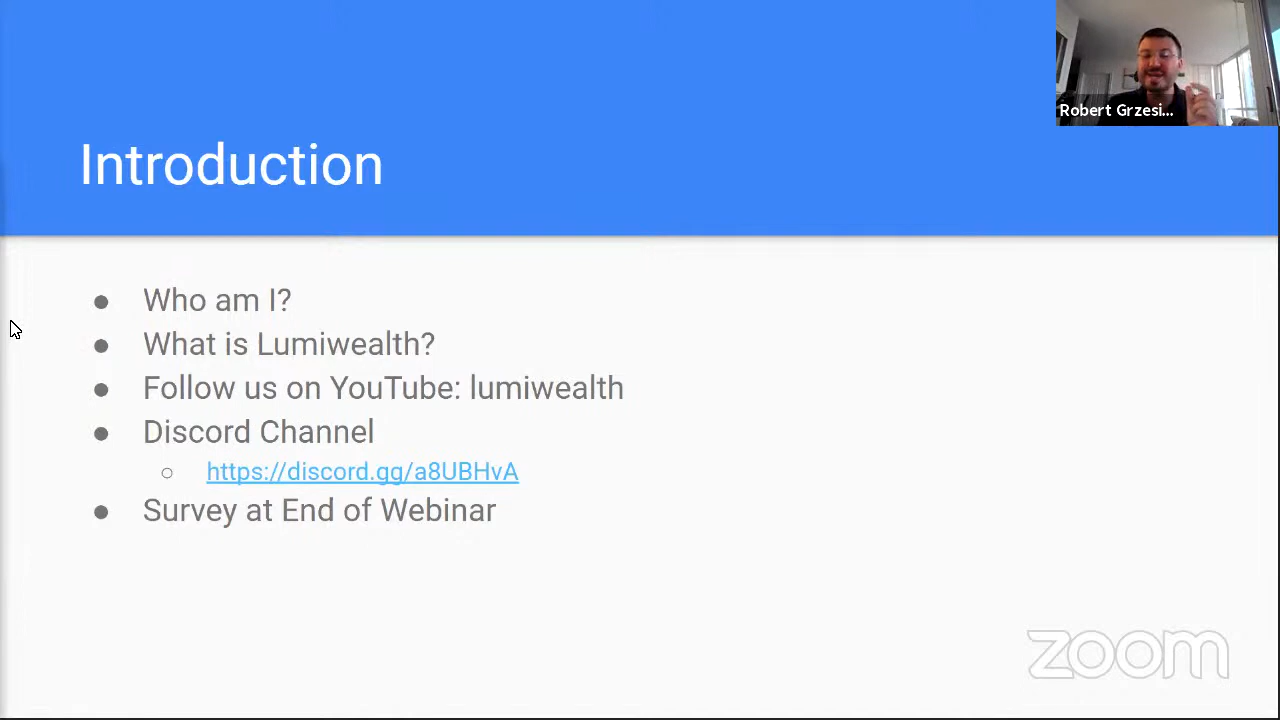 Robert Grzesi...
Introduction
Who am I?
What is Lumiwealth?
Follow us on YouTube: lumiwealth
Discord Channel
https://discord.gg/a8UBHvA
Survey at End of Webinar
zoom